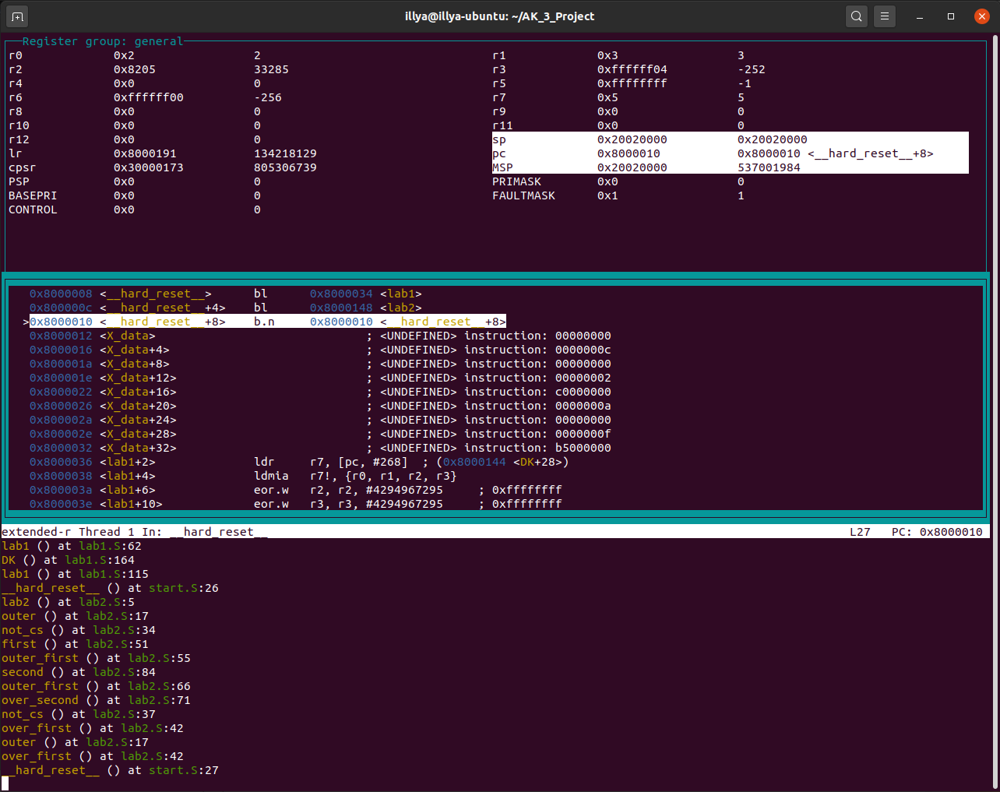 illya@illya-ubuntu: ~/AK_3_Project
Register group: general
r0 0x2 2 r1 0x3 3
r2 0x8205 33285 r3 0xffffff04 -252
r4 0x0 0 r5 0xffffffff -1
r6 0xffffff00 -256 r7 0x5 5
r8 0x0 0 r9 0x0 0
r10 0x0 0 r11 0x0 0
r12 0x0 0 sp 0x20020000 0x20020000
lr 0x8000191 134218129 pc 0x8000010 0x8000010 <__hard_reset__+8>
cpsr 0x30000173 805306739 MSP 0x20020000 537001984
PSP 0x0 0 PRIMASK 0x0 0
BASEPRI 0x0 0 FAULTMASK 0x1 1
CONTROL 0x0 0
0x8000008 <__hard_reset__> bl 0x8000034 <lab1>
0x800000c <__hard_reset__+4> bl 0x8000148 <lab2>
>0x8000010 <__hard_reset__+8> b.n 0x8000010 <__hard_reset__+8>
0x8000012 <X_data> ; <UNDEFINED> instruction: 00000000
0x8000016 <X_data+4> ; <UNDEFINED> instruction: 0000000c
0x800001a <X_data+8> ; <UNDEFINED> instruction: 00000000
0x800001e <X_data+12> ; <UNDEFINED> instruction: 00000002
0x8000022 <X_data+16> ; <UNDEFINED> instruction: c0000000
0x8000026 <X_data+20> ; <UNDEFINED> instruction: 0000000a
0x800002a <X_data+24> ; <UNDEFINED> instruction: 00000000
0x800002e <X_data+28> ; <UNDEFINED> instruction: 0000000f
0x8000032 <X_data+32> ; <UNDEFINED> instruction: b5000000
0x8000036 <lab1+2> ldr r7, [pc, #268] ; (0x8000144 <DK+28>)
0x8000038 <lab1+4> ldmia r7!, {r0, r1, r2, r3}
0x800003a <lab1+6> eor.w r2, r2, #4294967295 ; 0xffffffff
0x800003e <lab1+10> eor.w r3, r3, #4294967295 ; 0xffffffff
extended-r Thread 1 In: __hard_reset__ L27 PC: 0x8000010
lab1 () at lab1.S:62
DK () at lab1.S:164
lab1 () at lab1.S:115
__hard_reset__ () at start.S:26
lab2 () at lab2.S:5
outer () at lab2.S:17
not_cs () at lab2.S:34
first () at lab2.S:51
outer_first () at lab2.S:55
second () at lab2.S:84
outer_first () at lab2.S:66
over_second () at lab2.S:71
not_cs () at lab2.S:37
over_first () at lab2.S:42
outer () at lab2.S:17
over_first () at lab2.S:42
__hard_reset__ () at start.S:27